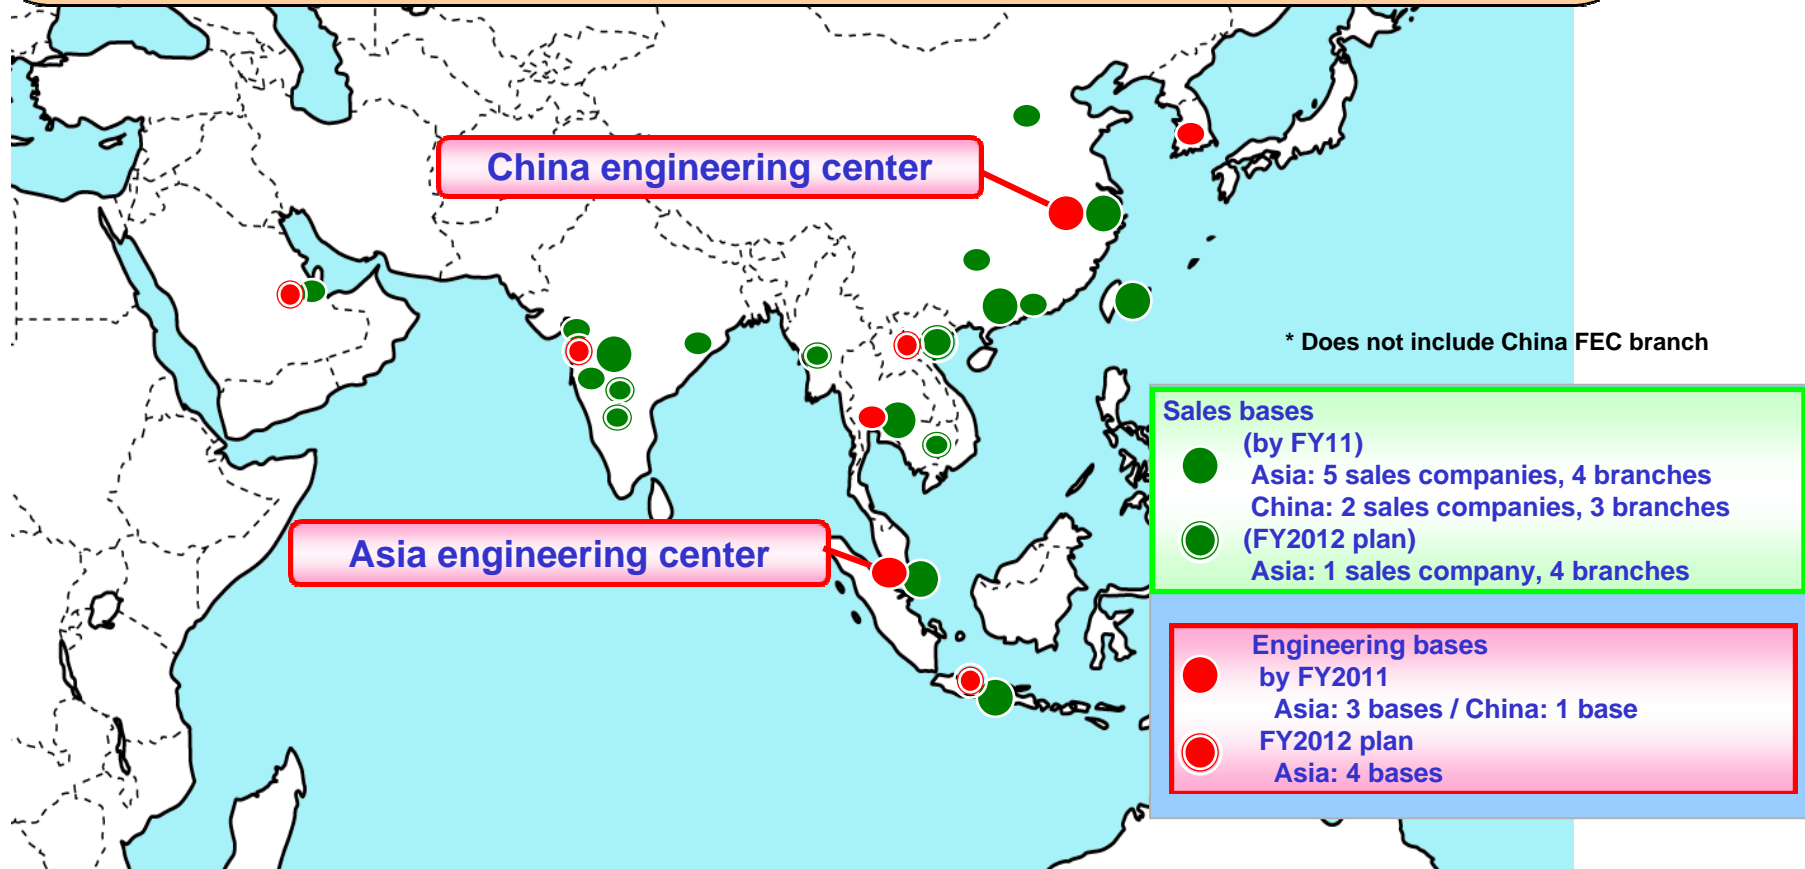 China engineering center
* Does not include China FEC branch
Sales bases
(by FY11)
Asia: 5 sales companies, 4 branches
China: 2 sales companies, 3 branches
(FY2012 plan)
Asia: 1 sales company, 4 branches
Asia engineering center
Engineering bases
by FY2011
Asia: 3 bases / China: 1 base
FY2012 plan
Asia: 4 bases